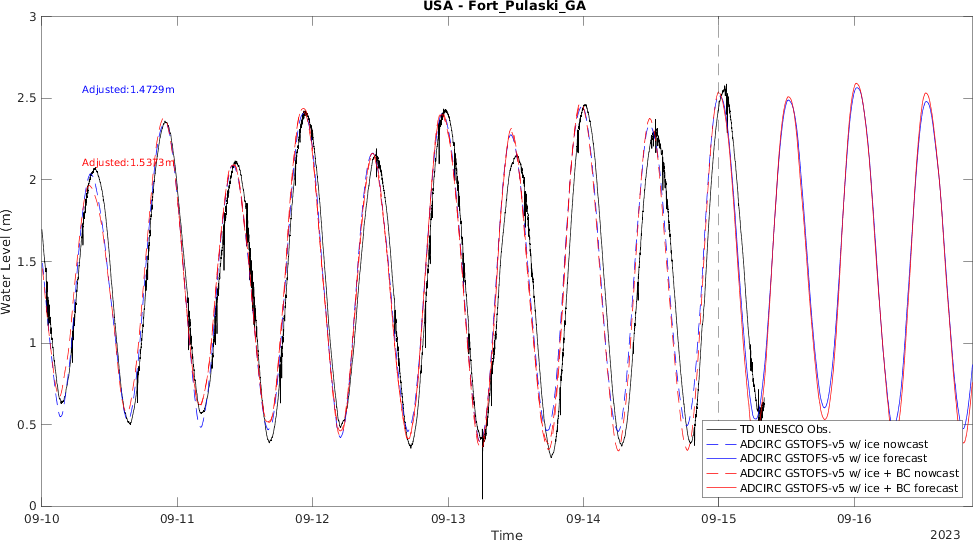 USA - Fort_Pulaski_GA
3
2.5
2
1.5
1
0.5
0
Water Level (m)
Adjusted:1.4729m
Adjusted:1.5373m
TD UNESCO Obs.
ADCIRC GSTOFS-v5 w/ ice nowcast
ADCIRC GSTOFS-v5 w/ ice forecast
ADCIRC GSTOFS-v5 w/ ice + BC nowcast
ADCIRC GSTOFS-v5 w/ ice + BC forecast
09-10 09-11 09-12 09-13 09-14 09-15 09-16
Time
2023